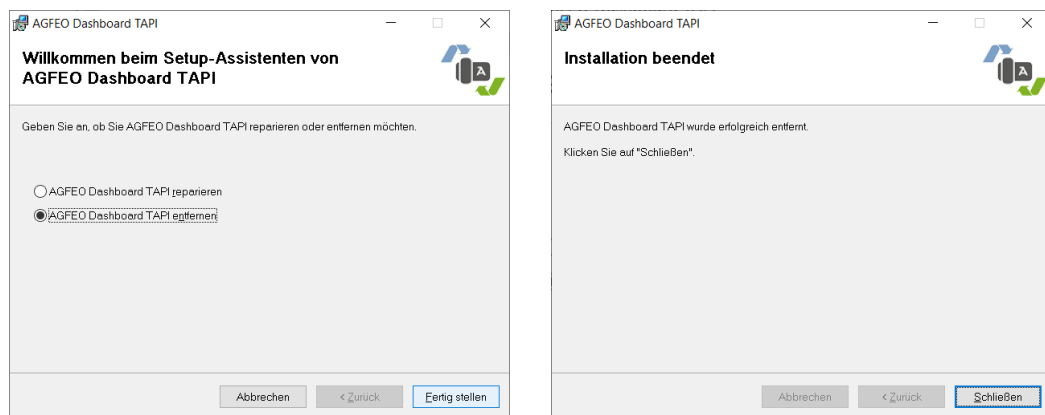 AGFEO Dashboard TAPI
Willkommen beim Setup-Assistenten von
AGFEO Dashboard TAPI
A
Geben Sie an, ob Sie AGFEO Dashboard TAPI reparieren oder entfernen möchten.
AGFEO Dashboard TAPI reparieren
AGFEO Dashboard TAPI entfernen
Abbrechen
< Zurück
Fertig stellen
AGFEO Dashboard TAPI
Installation beendet
A
AGFEO Dashboard TAPI wurde erfolgreich entfernt.
Klicken Sie auf "Schließen".
Abbrechen
< Zurück
Schließen